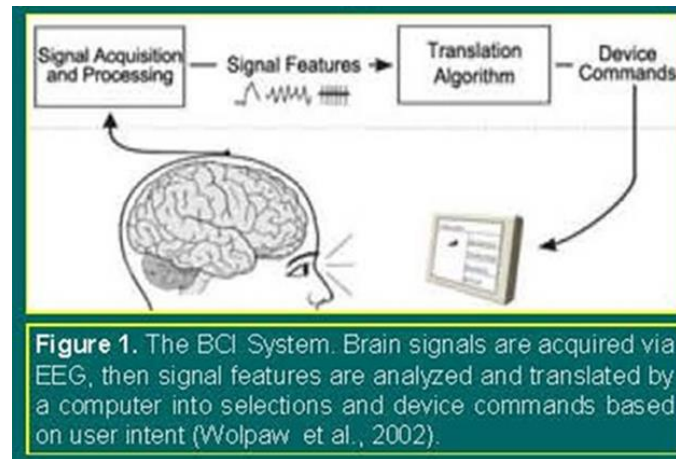 Signal Acquisition
and Processing
Signal Features
Translation
Algorithm
Device
Commands
Figure 1. The BCI System. Brain signals are acquired via
EEG, then signal features are analyzed and translated by
a computer into selections and device commands based
on user intent (Wolpaw et al., 2002).